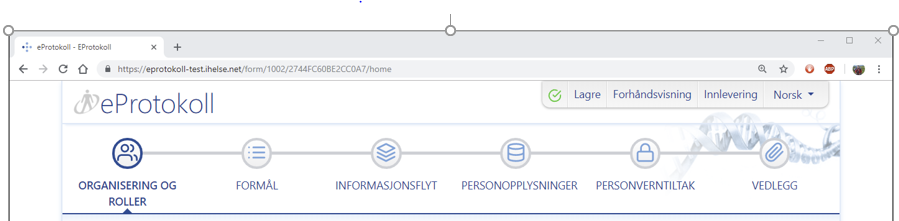 eProtokoll - EProtokoll
https://eprotokoll-test.ihelse.net/form/1002/2744FC608E2CC0A7/home
ABP
eProtokoll
Lagre Forhåndsvisning Innlevering Norsk
ORGANISERING OG ROLLER
FORMÅL
INFORMASJONSFLYT
PERSONOPPLYSNINGER
PERSONVERNTILTAK
VEDLEGG